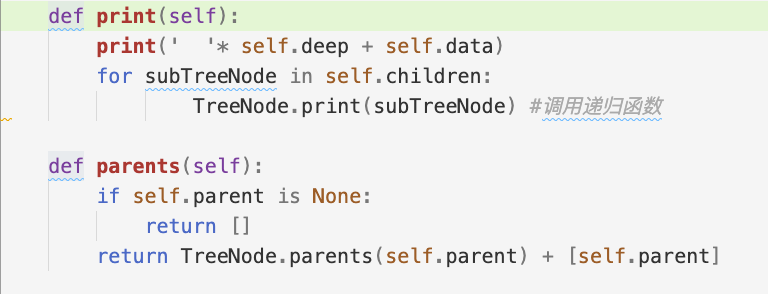 def print(self):
print('  '* self.deep + self.data)
for subTreeNode in self.children:
TreeNode.print(subTreeNode) #调用递归函数
def parents(self):
if self.parent is None:
return []
return TreeNode.parents(self.parent) + [self.parent]